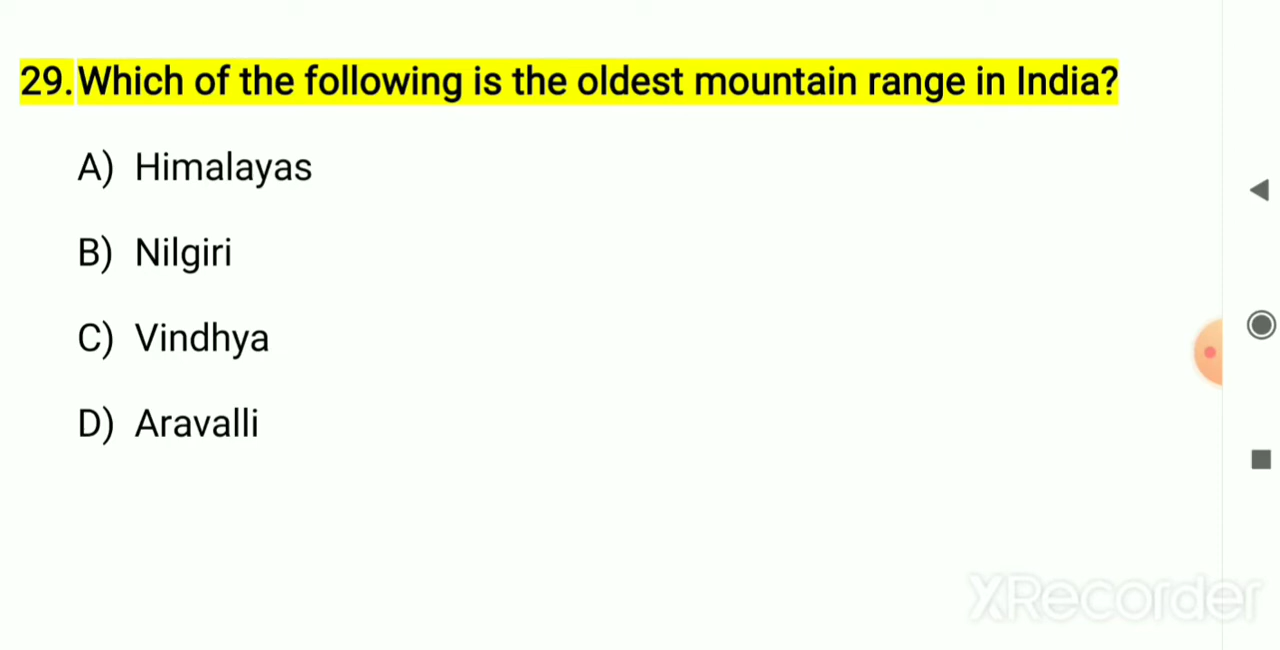 29. Which of the following is the oldest mountain range in India?
A) Himalayas
B) Nilgiri
C) Vindhya
D) Aravalli
XRecorder